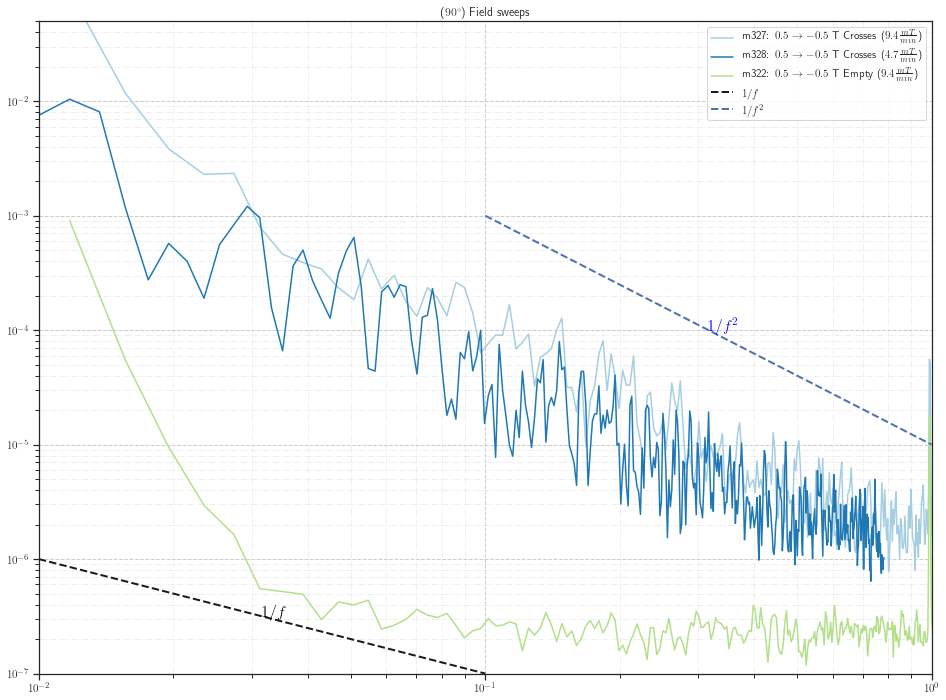 (90°) Field sweeps
m327: 0.5 → −0.5 T Crosses (9.4 mT/min)
m328: 0.5 → −0.5 T Crosses (4.7 mT/min)
m322: 0.5 → −0.5 T Empty (9.4 mT/min)
1/f
1/f²
10⁻²
10⁻³
10⁻⁴
10⁻⁵
10⁻⁶
10⁻⁷
1/f²
1/f
10⁻²
10⁻¹
10⁰